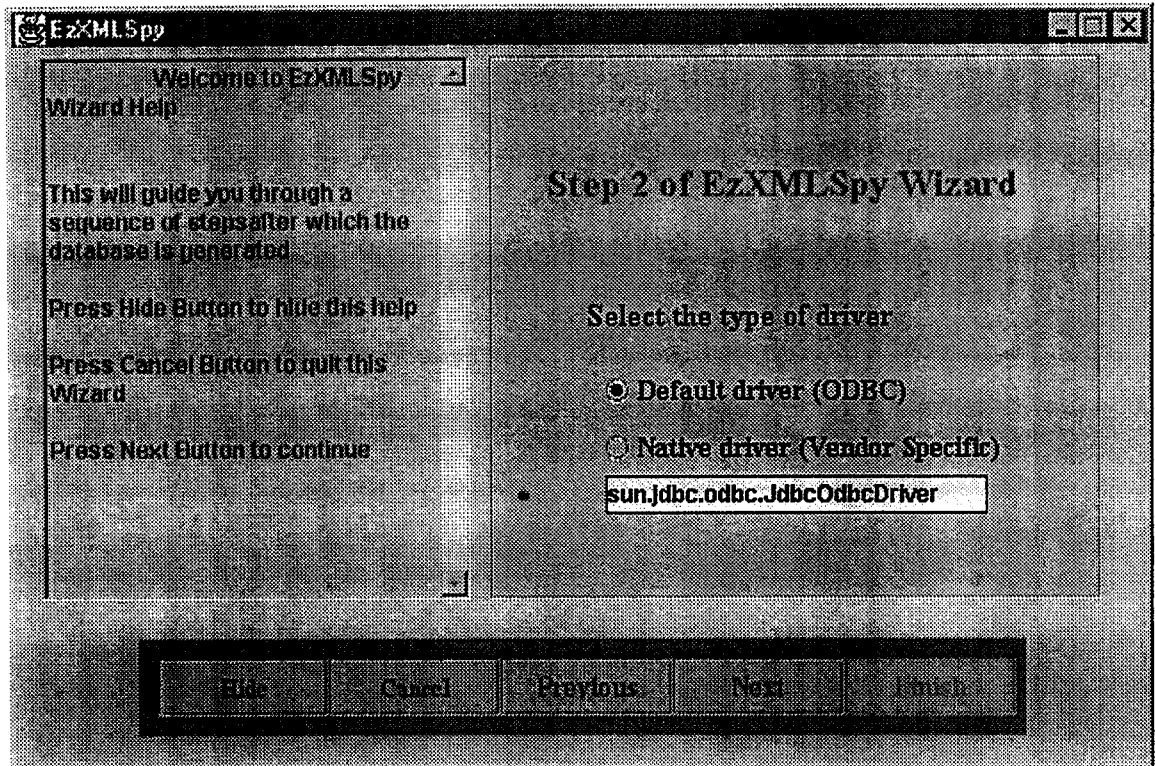 EzXMLSpy
Welcome to EzXMLSpy
Wizard Help
This will guide you through a
sequence of stepsafter which the
database is generated
Press Hide Button to hide this help
Press Cancel Button to quit this
Wizard
Press Next Button to continue
Step 2 of EzXMLSpy Wizard
Select the type of driver
Default driver (ODBC)
Native driver (Vendor Specific)
sun.jdbc.odbc.JdbcOdbcDriver
Hide
Cancel
Previous
Next
Finish